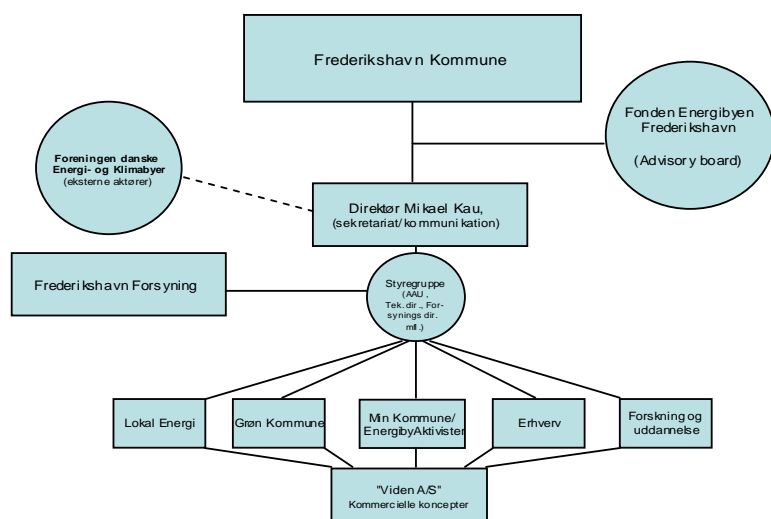 Frederikshavn Kommune
Fonden Energibyen
Frederikshavn
(Advisory board)
Foreningen danske
Energi- og Klimabyer
(eksterne aktører)
Direktør Mikael Kau,
(sekretariat/kommunikation)
Frederikshavn Forsyning
Styregruppe
(AAU ,
Tek. dir., For-
synings dir.
mfl.)
Lokal Energi
Grøn Kommune
Min Kommune/
EnergibyAktivister
Erhverv
Forskning og
uddannelse
"Viden A/S"
Kommercielle koncepter